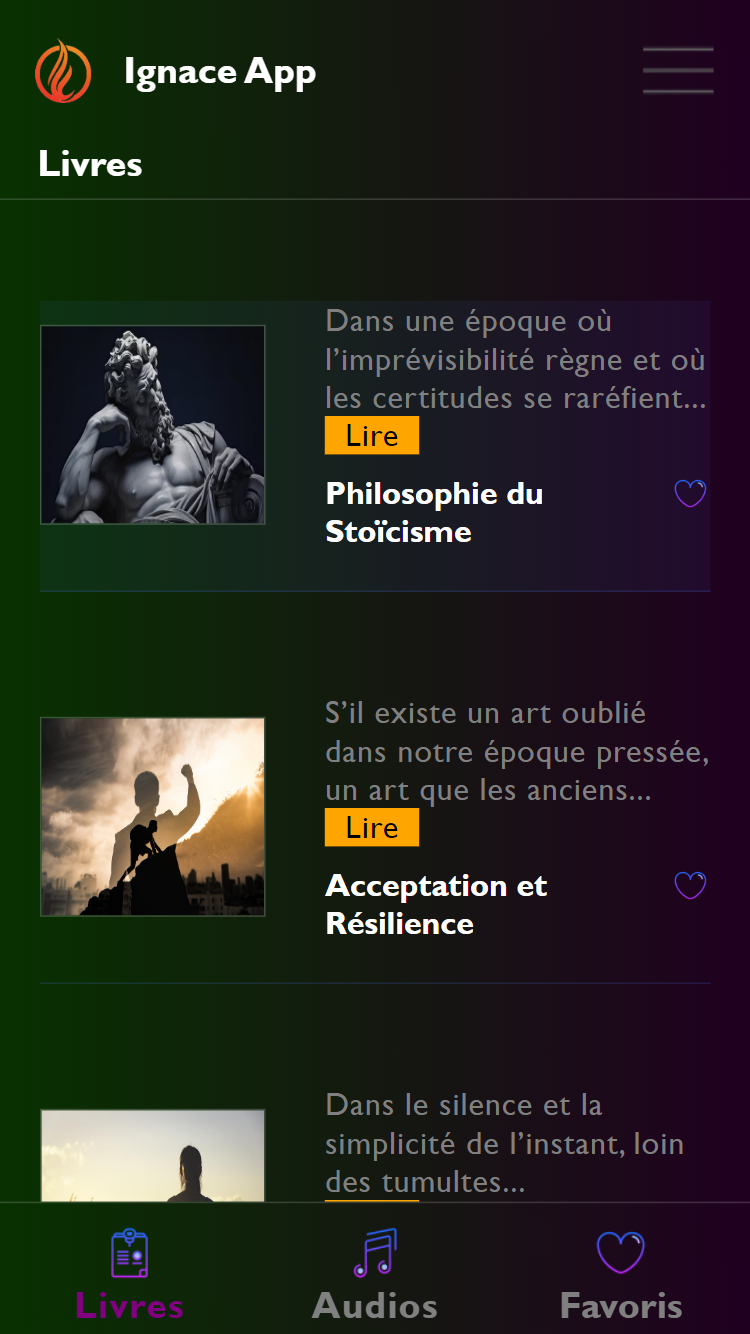 Ignace App
Livres
Dans une époque où
l’imprévisibilité règne et où
les certitudes se raréfient...
Lire
Philosophie du
Stoïcisme
S’il existe un art oublié
dans notre époque pressée,
un art que les anciens...
Lire
Acceptation et
Résilience
Dans le silence et la
simplicité de l’instant, loin
des tumultes...
Livres
Audios
Favoris